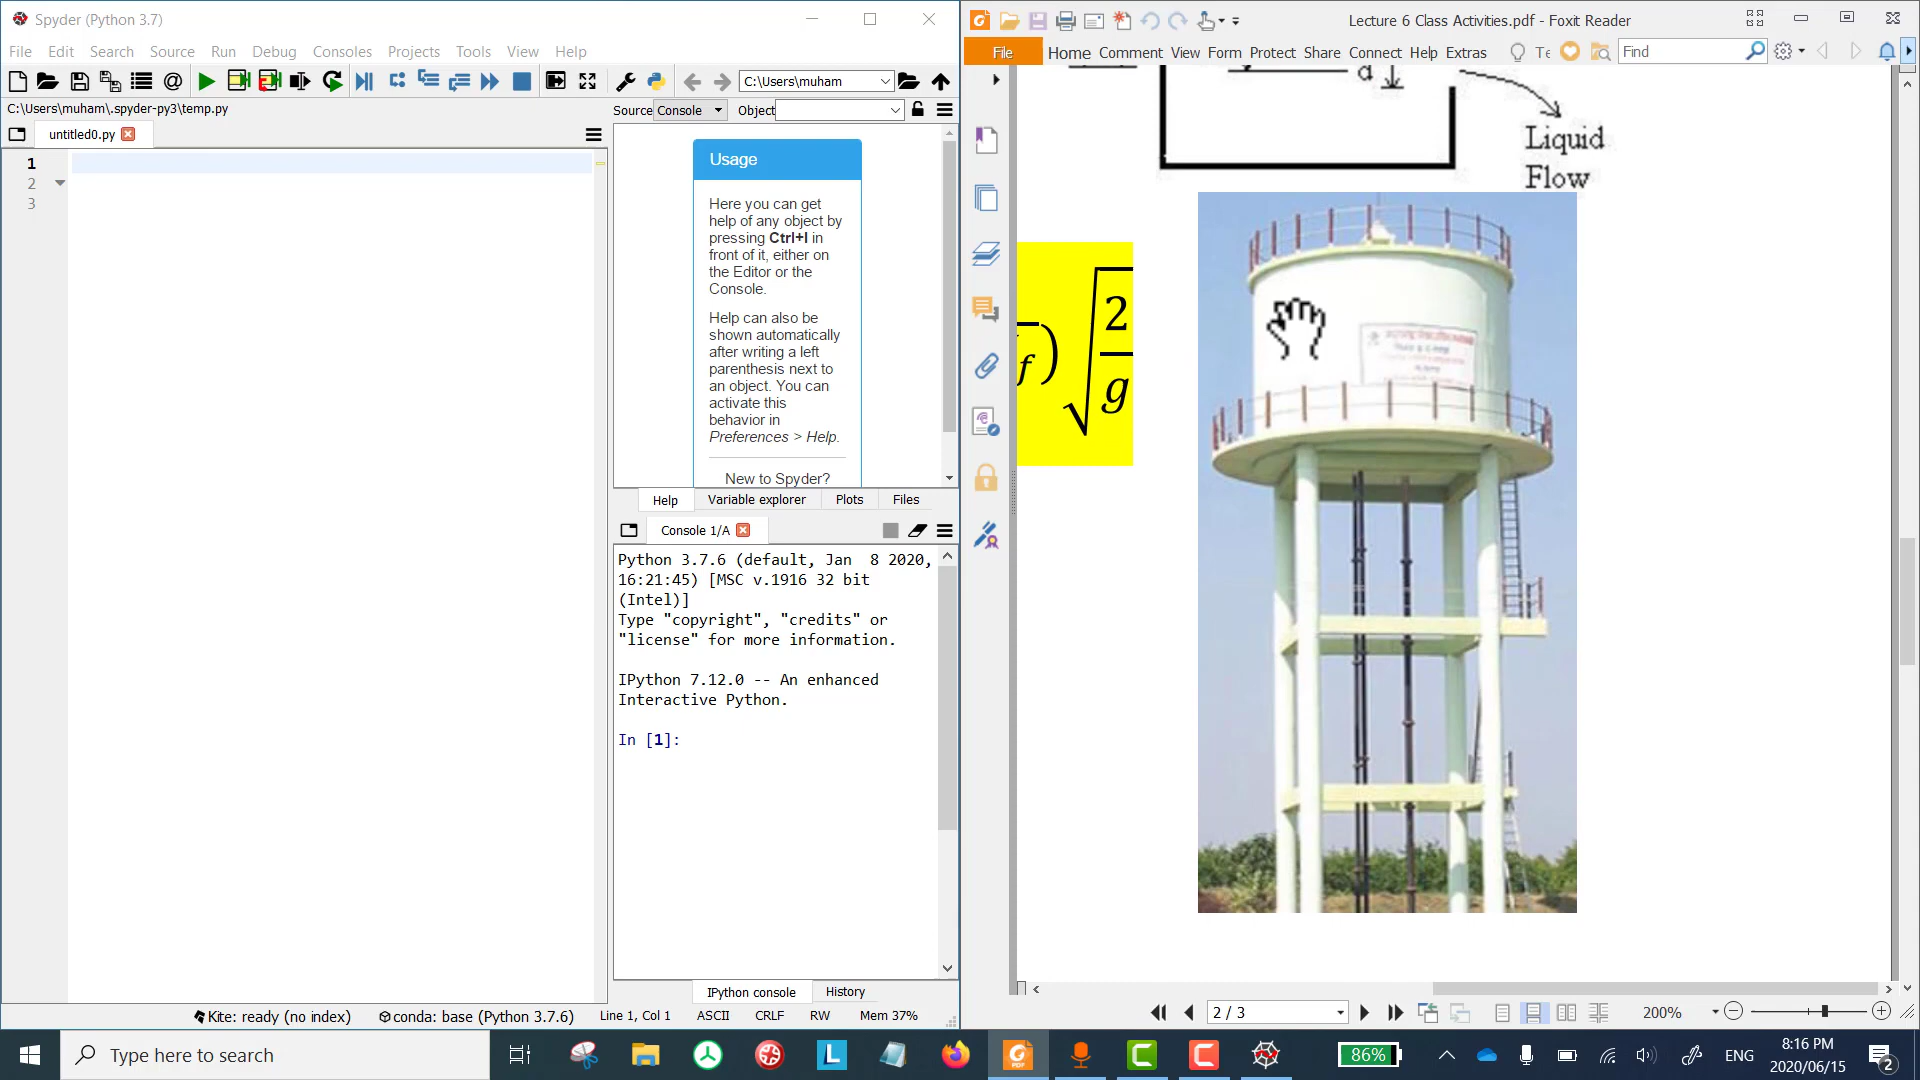 Spyder (Python 3.7)
File Edit Search Source Run Debug Consoles Projects Tools View Help
C:\Users\muham
C:\Users\muham\.spyder-py3\temp.py
Source Console Object
untitled0.py
1
2
3
Usage
Here you can get
help of any object by
pressing Ctrl+I in
front of it, either on
the Editor or the
Console.
Help can also be
shown automatically
after writing a left
parenthesis next to
an object. You can
activate this
behavior in
Preferences > Help.
New to Spyder?
Help Variable explorer Plots Files
Console 1/A
Python 3.7.6 (default, Jan  8 2020,
16:21:45) [MSC v.1916 32 bit
(Intel)]
Type "copyright", "credits" or
"license" for more information.
IPython 7.12.0 -- An enhanced
Interactive Python.
In [1]:
IPython console History
Kite: ready (no index) conda: base (Python 3.7.6) Line 1, Col 1 ASCII CRLF RW Mem 37%
Lecture 6 Class Activities.pdf - Foxit Reader
File Home Comment View Form Protect Share Connect Help Extras Te Find
d
Liquid
Flow
f) √ 2
g
2 / 3 200%
Type here to search
86% ENG 8:16 PM
2020/06/15 2